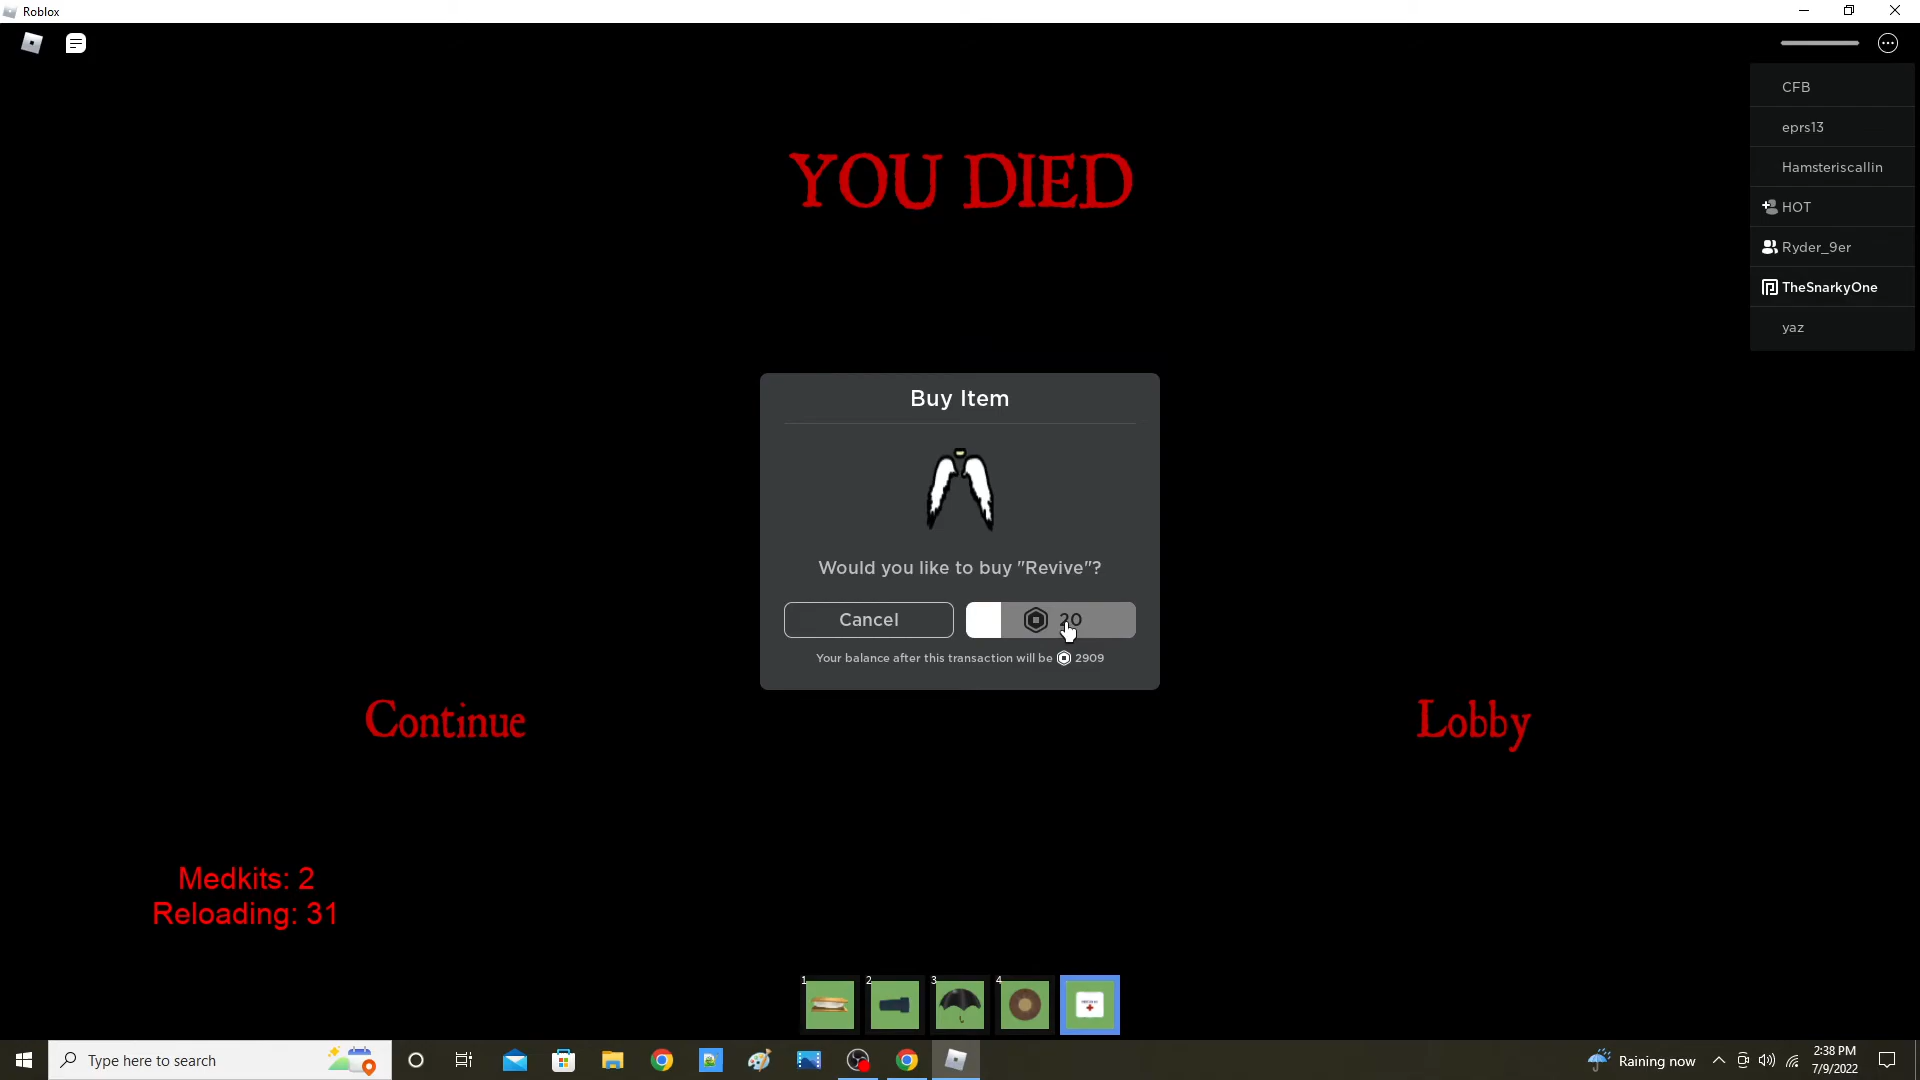 Roblox
CFB
eprs13
Hamsteriscallin
HOT
Ryder_9er
TheSnarkyOne
yaz
YOU DIED
Buy Item
Would you like to buy "Revive"?
Cancel
20
Your balance after this transaction will be 2909
Continue
Lobby
Medkits: 2
Reloading: 31
1
2
3
4
Type here to search
Raining now
2:38 PM
7/9/2022